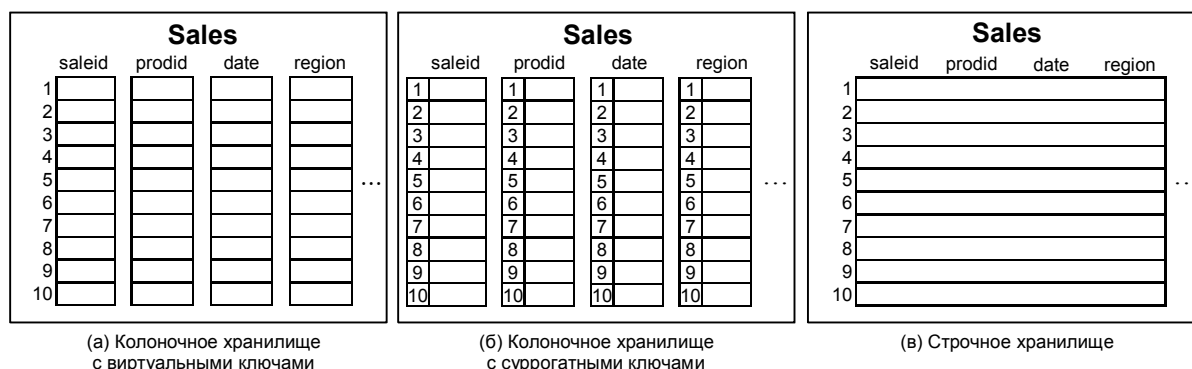 Sales
saleid prodid date region
1
2
3
4
5
6
7
8
9
10
...
(а) Колоночное хранилище
с виртуальными ключами
Sales
saleid prodid date region
1 1 1 1
2 2 2 2
3 3 3 3
4 4 4 4
5 5 5 5
6 6 6 6
7 7 7 7
8 8 8 8
9 9 9 9
10 10 10 10
...
(б) Колоночное хранилище
с суррогатными ключами
Sales
saleid prodid date region
1
2
3
4
5
6
7
8
9
10
..
(в) Строчное хранилище